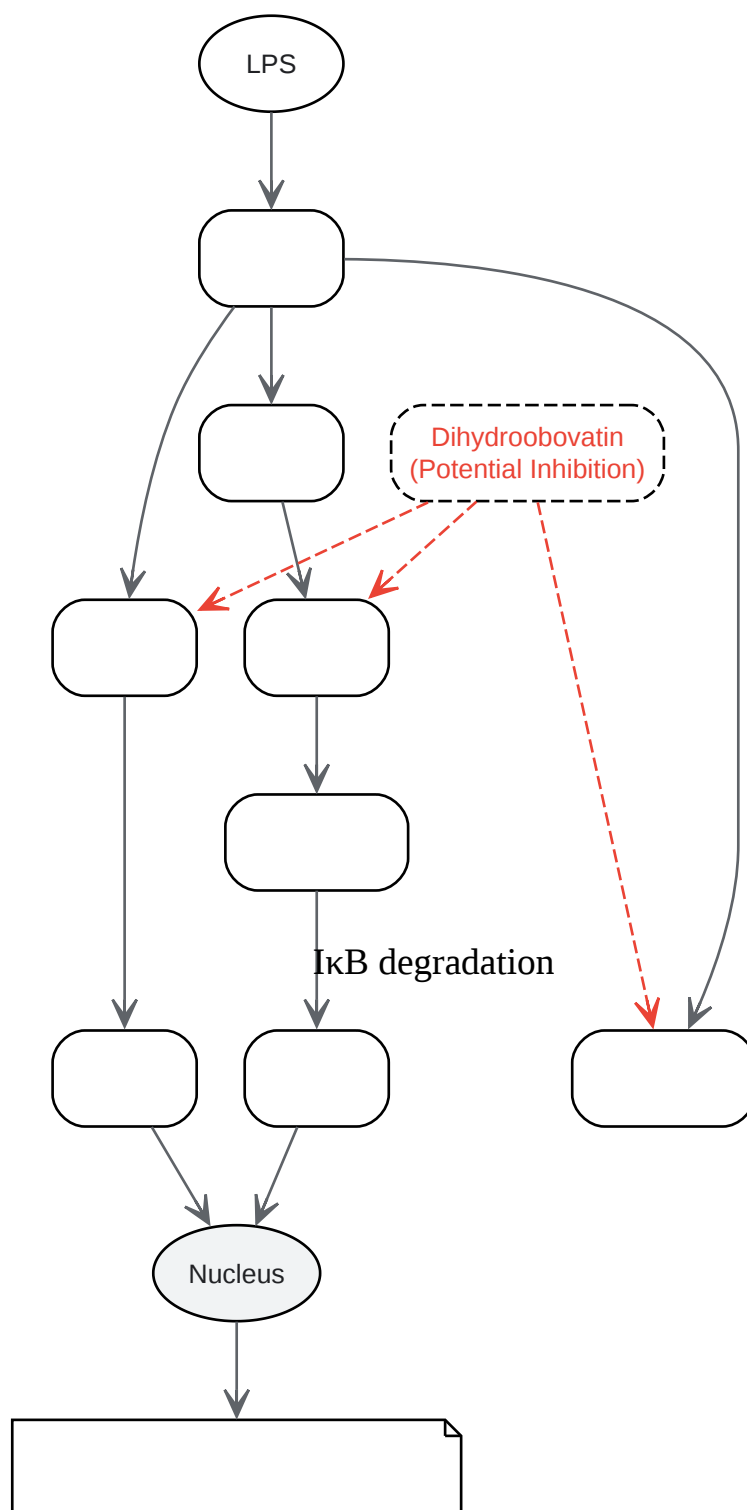 LPS
Dihydroobovatin
(Potential Inhibition)
IκB degradation
Nucleus